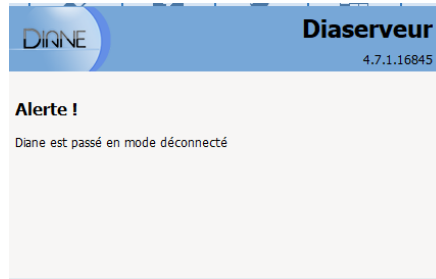 DIANE
Diaserveur
4.7.1.16845
Alerte !
Diane est passé en mode déconnecté